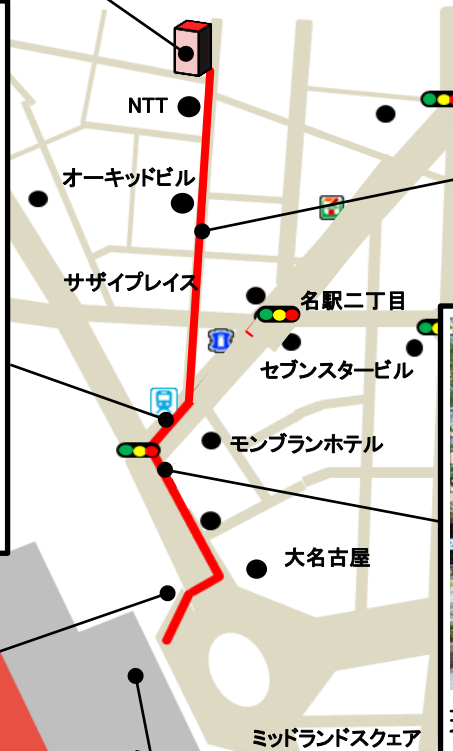 NTT
オーキッドビル
サザイプレイス
名駅二丁目
セブンスタービル
モンブランホテル
大名古屋
ミッドランドスクェア